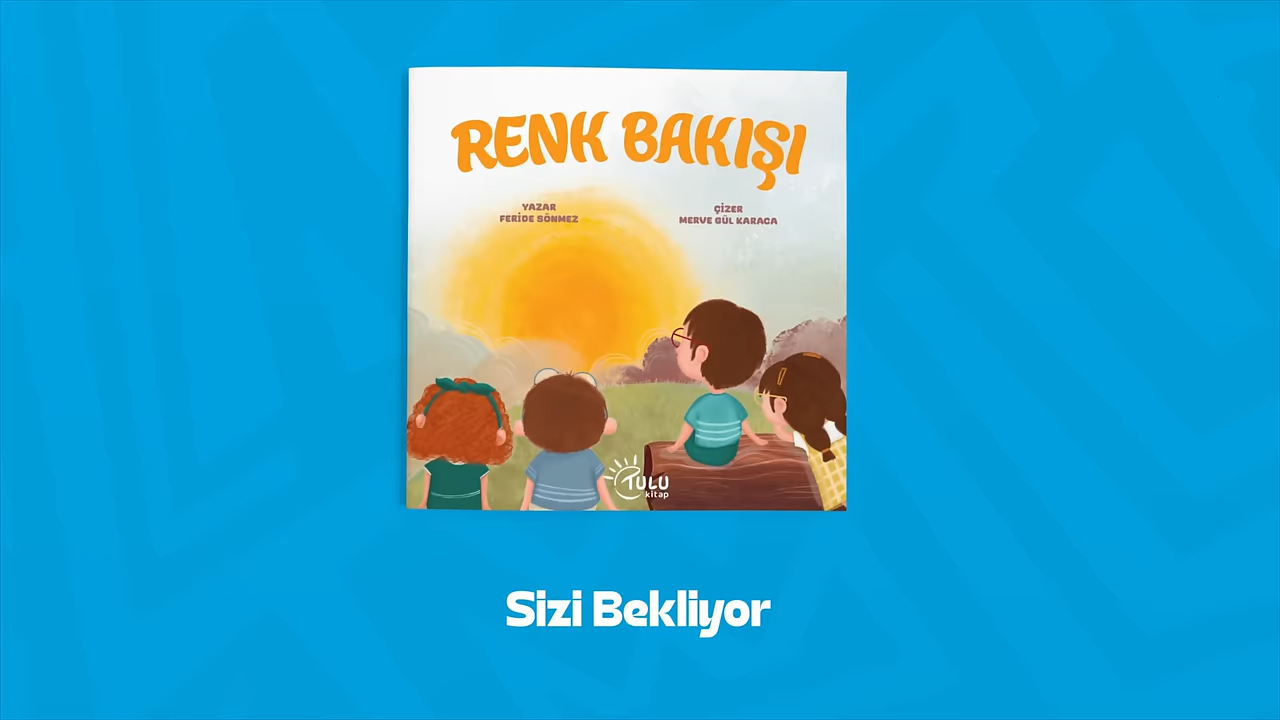 RENK BAKIŞI
YAZAR
FERİDE SÖNMEZ
ÇİZER
MERVE GÜL KARACA
TULU
kitap
Sizi Bekliyor